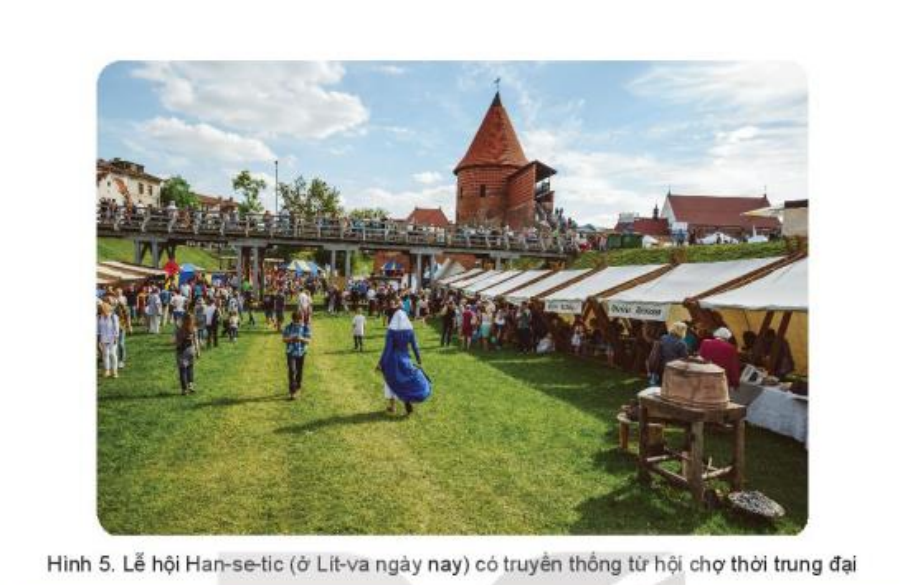 Hình 5. Lễ hội Han-se-tic (ở Lít-va ngày nay) có truyền thống từ hội chợ thời trung đại